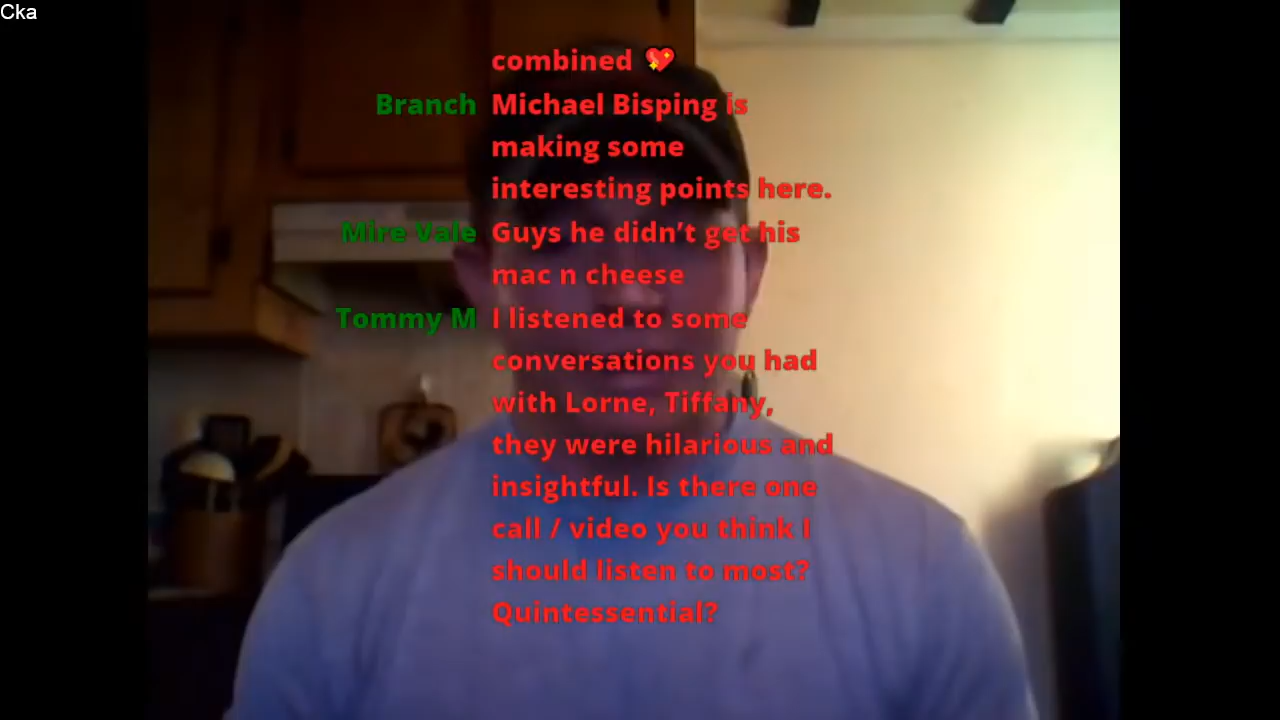 Cka
combined 💖
Branch Michael Bisping is
making some
interesting points here.
Mire Vale Guys he didn’t get his
mac n cheese
Tommy M I listened to some
conversations you had
with Lorne, Tiffany,
they were hilarious and
insightful. Is there one
call / video you think I
should listen to most?
Quintessential?